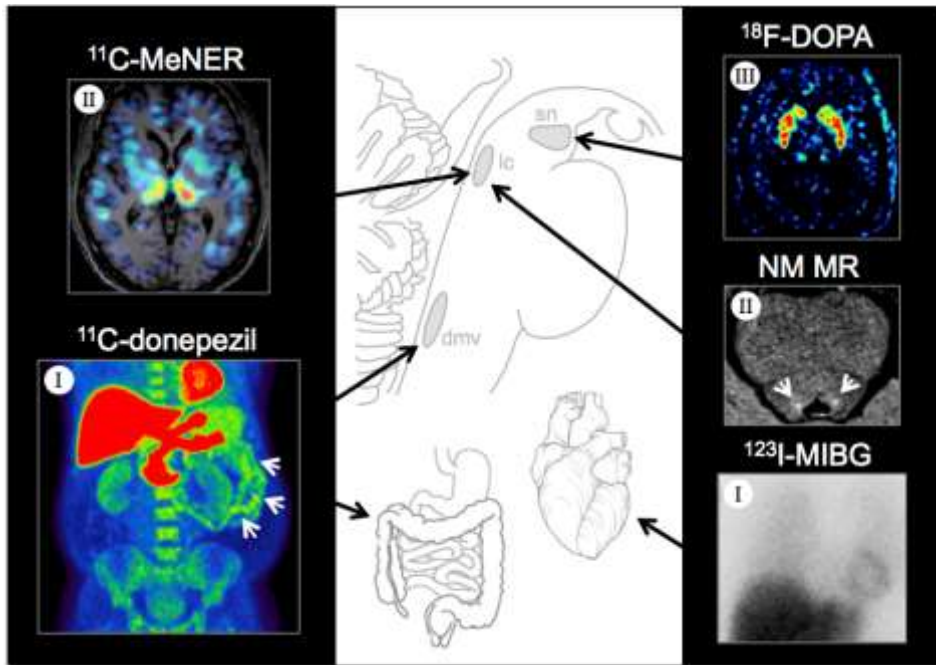 ¹¹C-MeNER
II
¹¹C-donepezil
I
sn
lc
dmv
¹⁸F-DOPA
III
NM MR
II
¹²³I-MIBG
I